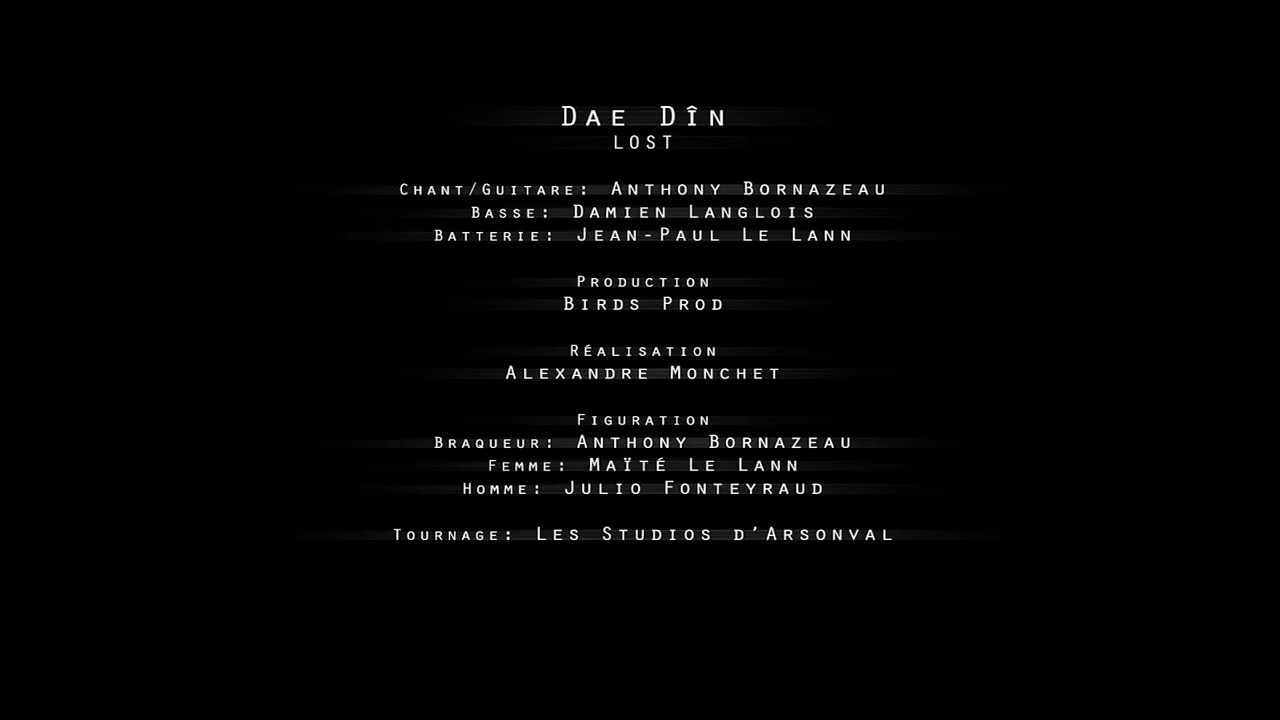 Dae Dîn
LOST
Chant/Guitare: Anthony Bornazeau
Basse: Damien Langlois
Batterie: Jean-Paul Le Lann
Production
Birds Prod
Réalisation
Alexandre Monchet
Figuration
Braqueur: Anthony Bornazeau
Femme: Maïté Le Lann
Homme: Julio Fonteyraud
Tournage: Les Studios d'Arsonval